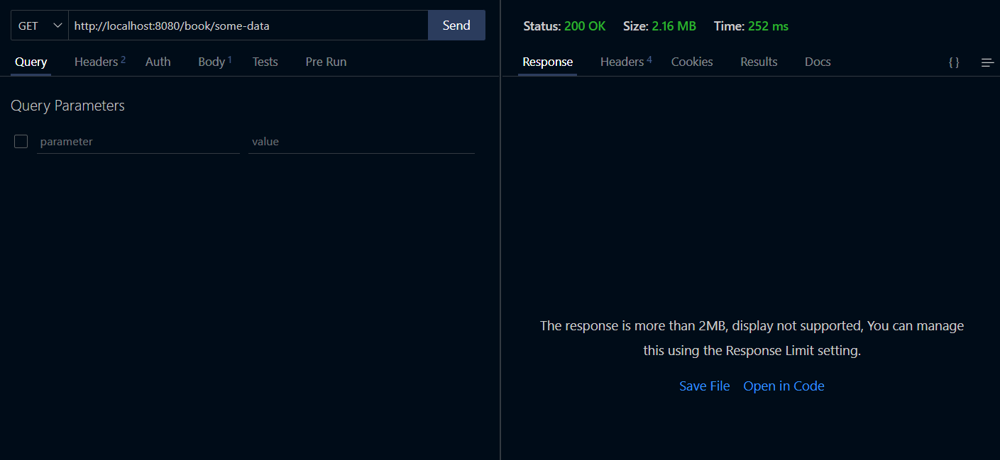 GET http://localhost:8080/book/some-data Send
Query Headers 2 Auth Body 1 Tests Pre Run
Query Parameters
parameter value
Status: 200 OK Size: 2.16 MB Time: 252 ms
Response Headers 4 Cookies Results Docs { }
The response is more than 2MB, display not supported, You can manage
this using the Response Limit setting.
Save File Open in Code